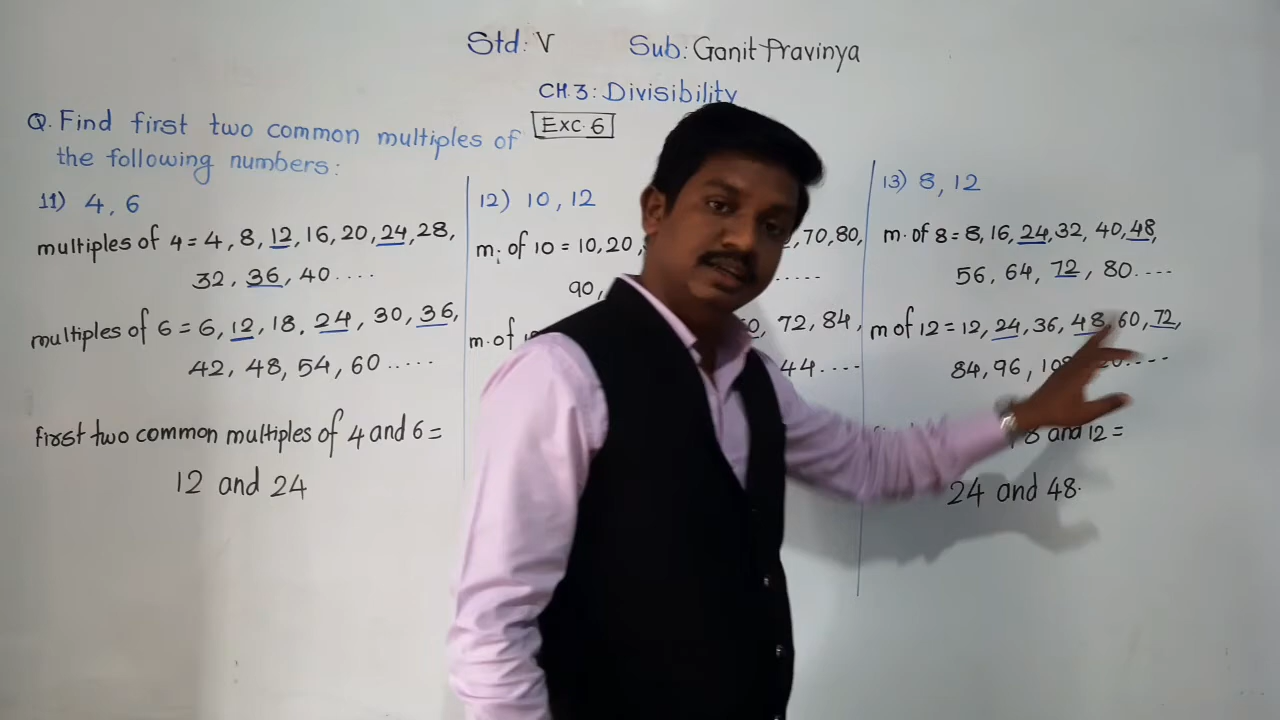 Std: V Sub: Ganit Pravinya
CH.3: Divisibility
Exc. 6
Q. Find first two common multiples of
the following numbers:
11) 4, 6
multiples of 4 = 4, 8, 12, 16, 20, 24, 28,
32, 36, 40....
multiples of 6 = 6, 12, 18, 24, 30, 36,
42, 48, 54, 60.....
first two common multiples of 4 and 6 =
12 and 24
12) 10, 12
m. of 10 = 10, 20
, 70, 80,
90, .....
m. of
72, 84,
44....
13) 8, 12
m. of 8 = 8, 16, 24, 32, 40, 48,
56, 64, 72, 80....
m of 12 = 12, 24, 36, 48, 60, 72,
84, 96,
8 and 12 =
24 and 48.